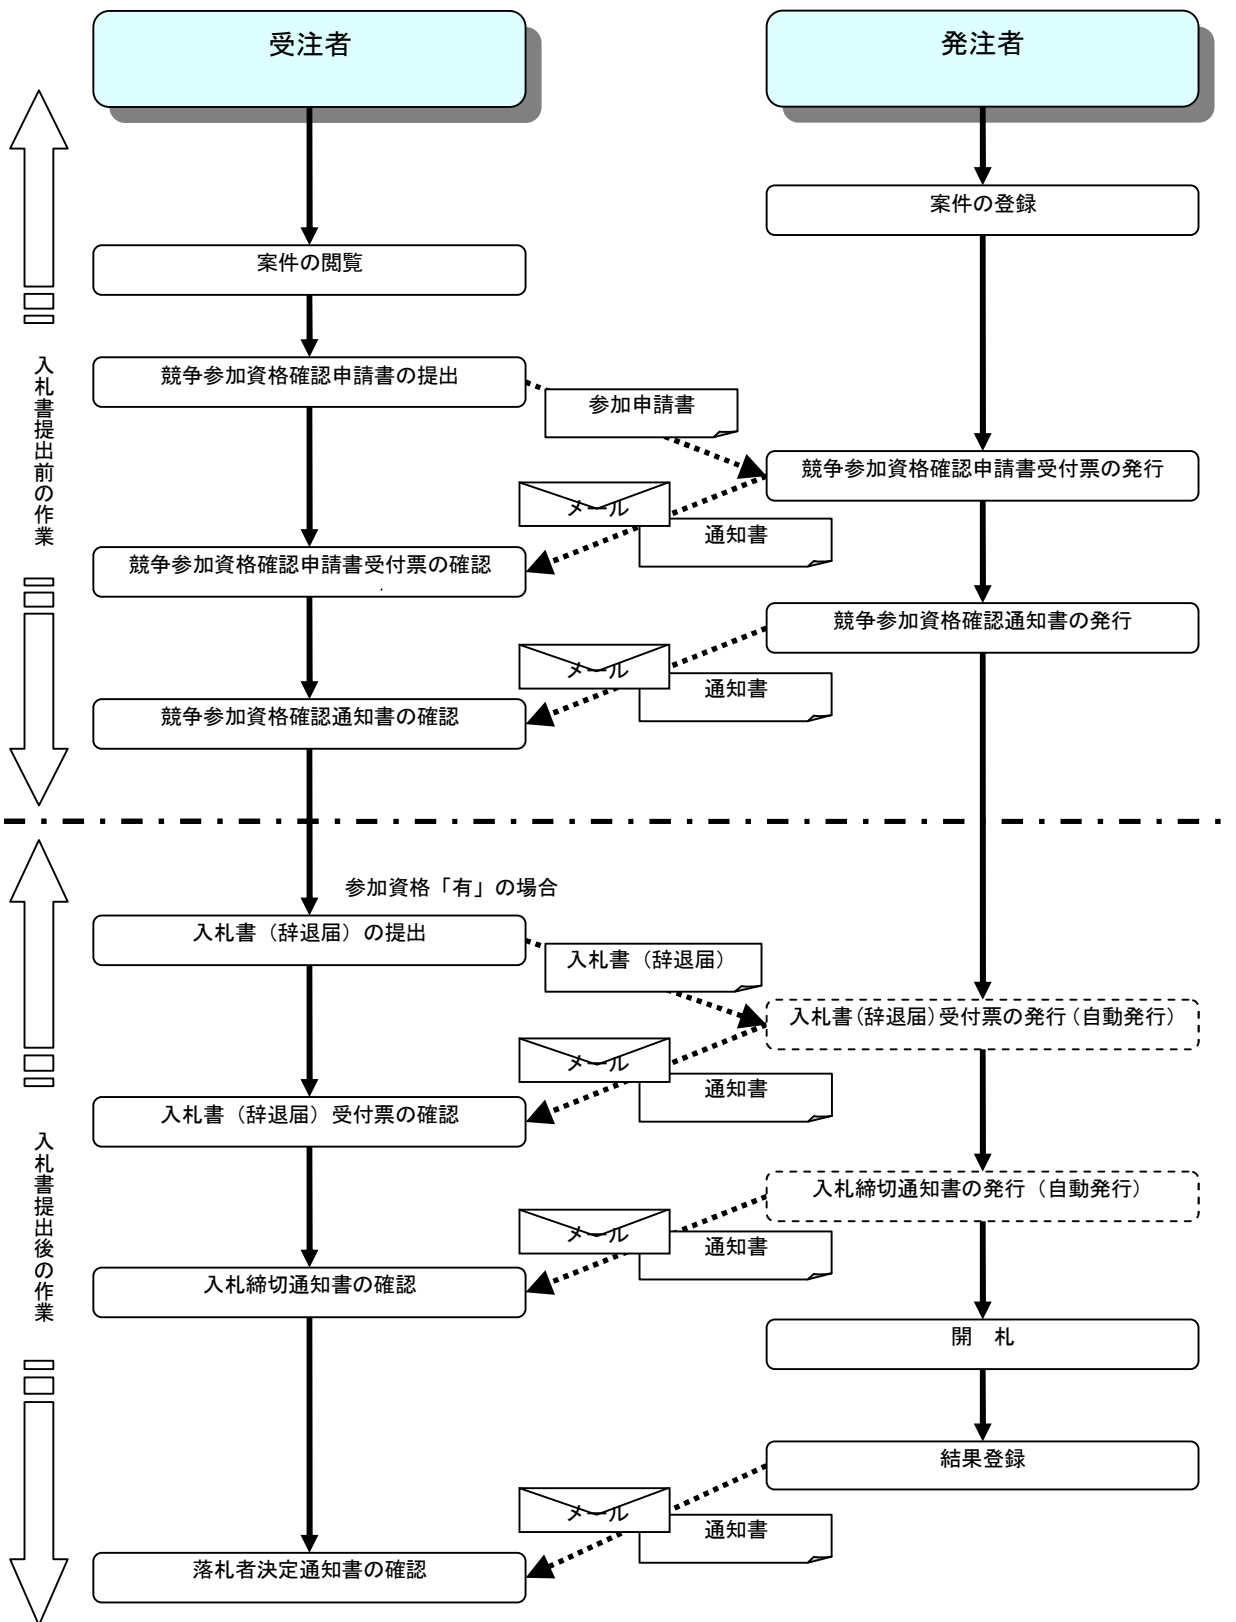 受注者
発注者
案件の登録
案件の閲覧
入札書提出前の作業
競争参加資格確認申請書の提出
参加申請書
競争参加資格確認申請書受付票の発行
メール
通知書
競争参加資格確認申請書受付票の確認
競争参加資格確認通知書の発行
メール
通知書
競争参加資格確認通知書の確認
参加資格「有」の場合
入札書（辞退届）の提出
入札書（辞退届）
入札書（辞退届）受付票の発行（自動発行）
メール
通知書
入札書（辞退届）受付票の確認
入札書提出後の作業
入札締切通知書の発行（自動発行）
メール
通知書
入札締切通知書の確認
開　札
結果登録
メール
通知書
落札者決定通知書の確認